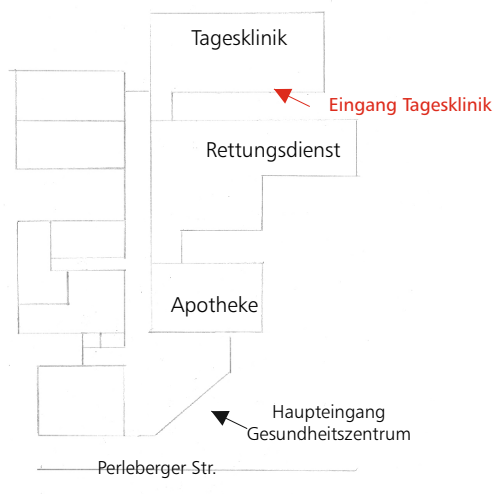 Tagesklinik
Eingang Tagesklinik
Rettungsdienst
Apotheke
Haupteingang
Gesundheitszentrum
Perleberger Str.